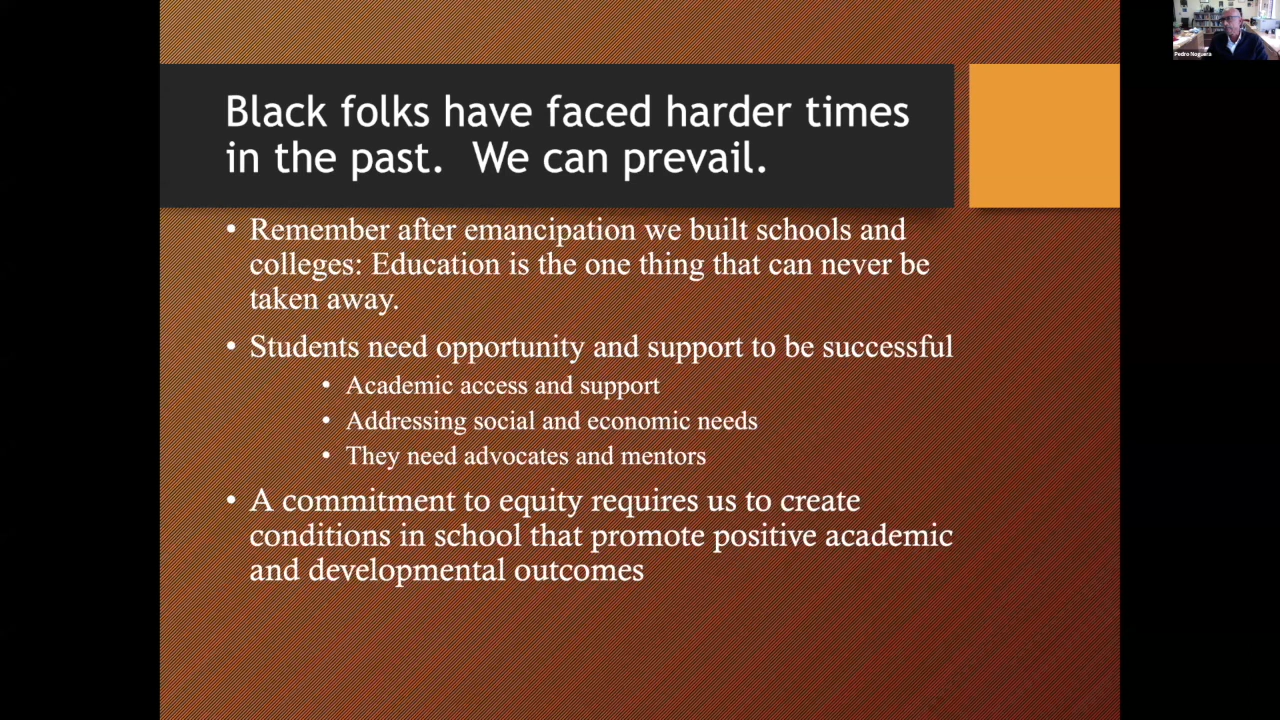 Pedro Noguera
Black folks have faced harder times
in the past. We can prevail.
• Remember after emancipation we built schools and
colleges: Education is the one thing that can never be
taken away.
• Students need opportunity and support to be successful
• Academic access and support
• Addressing social and economic needs
• They need advocates and mentors
• A commitment to equity requires us to create
conditions in school that promote positive academic
and developmental outcomes